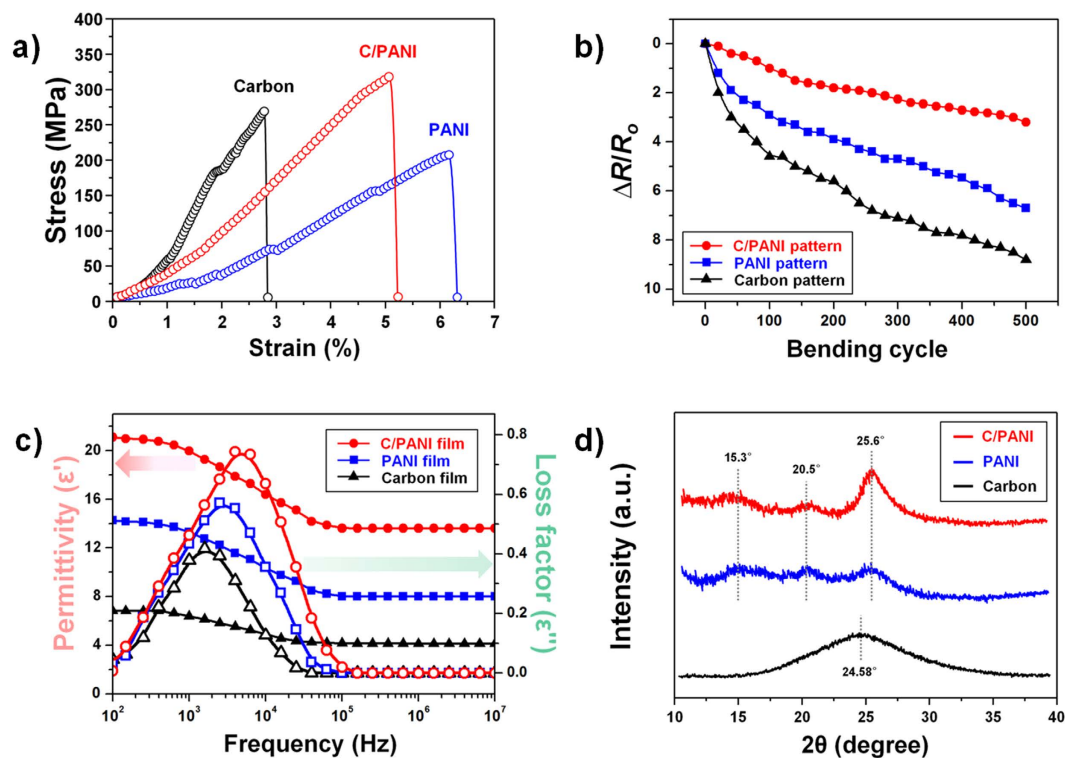 a)
400
350
300
250
200
150
100
50
0
Stress (MPa)
Carbon
C/PANI
PANI
0 1 2 3 4 5 6 7
Strain (%)
b)
0
2
4
6
8
10
ΔR/Ro
C/PANI pattern
PANI pattern
Carbon pattern
0 100 200 300 400 500
Bending cycle
c)
20
16
12
8
4
0
Permittivity (ε')
C/PANI film
PANI film
Carbon film
0.8
0.6
0.4
0.2
0.0
Loss factor (ε'')
10² 10³ 10⁴ 10⁵ 10⁶ 10⁷
Frequency (Hz)
d)
Intensity (a.u.)
15.3°
20.5°
25.6°
C/PANI
PANI
Carbon
24.58°
10 15 20 25 30 35 40
2θ (degree)